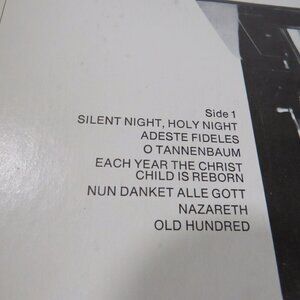 Side 1
SILENT NIGHT, HOLY NIGHT
ADESTE FIDELES
O TANNENBAUM
EACH YEAR THE CHRIST
CHILD IS REBORN
NUN DANKET ALLE GOTT
NAZARETH
OLD HUNDRED